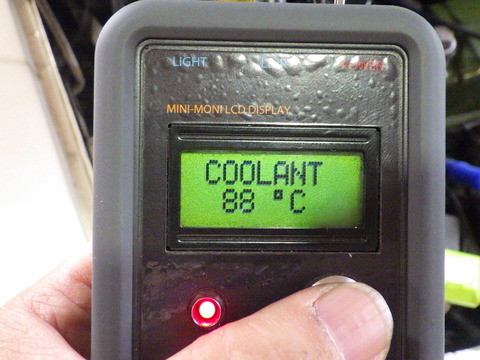 LiGHT
MINI-MONI LCD DISPLAY
COOLANT
88 °C